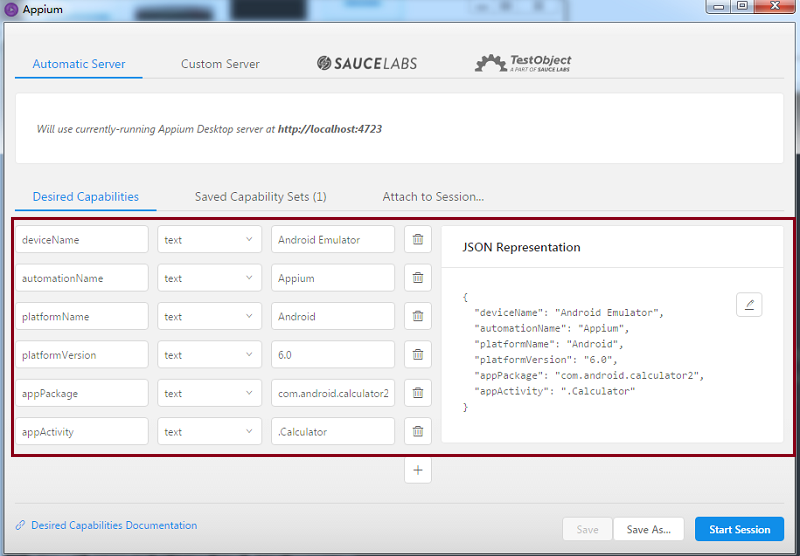 Appium
Automatic Server
Custom Server
SAUCELABS
TestObject
A PART OF SAUCE LABS
Will use currently-running Appium Desktop server at http://localhost:4723
Desired Capabilities
Saved Capability Sets (1)
Attach to Session...
deviceName text Android Emulator
automationName text Appium
platformName text Android
platformVersion text 6.0
appPackage text com.android.calculator2
appActivity text .Calculator
+
JSON Representation
{
"deviceName": "Android Emulator",
"automationName": "Appium",
"platformName": "Android",
"platformVersion": "6.0",
"appPackage": "com.android.calculator2",
"appActivity": ".Calculator"
}
Desired Capabilities Documentation
Save
Save As...
Start Session